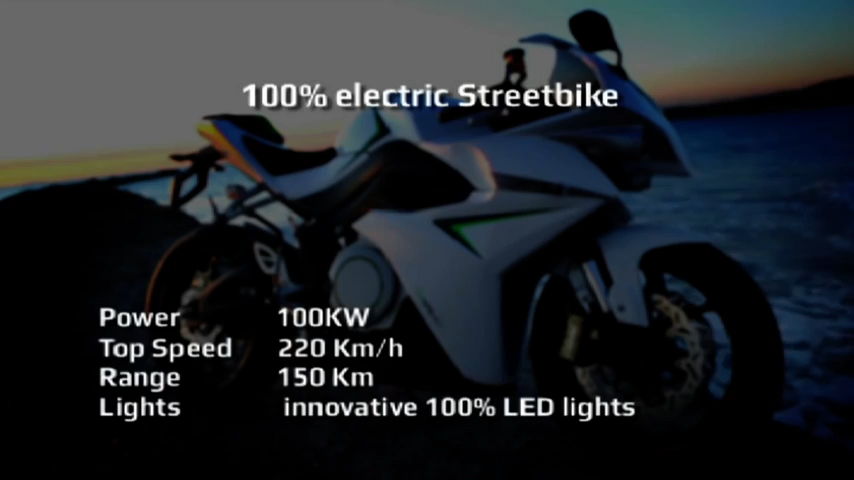 100% electric Streetbike
Power 100KW
Top Speed 220 Km/h
Range 150 Km
Lights innovative 100% LED lights